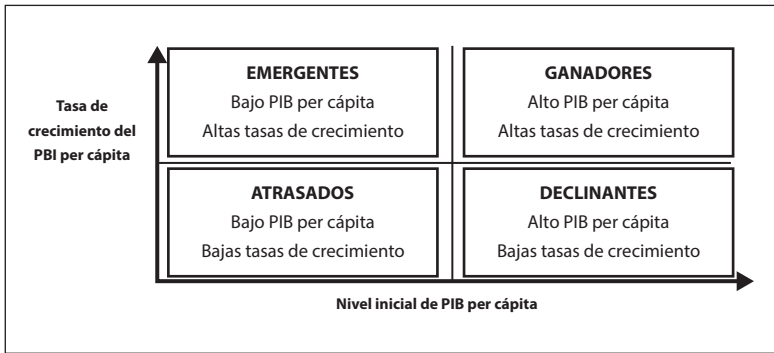 EMERGENTES
Bajo PIB per cápita
Altas tasas de crecimiento
GANADORES
Alto PIB per cápita
Altas tasas de crecimiento
Tasa de
crecimiento del
PBI per cápita
ATRASADOS
Bajo PIB per cápita
Bajas tasas de crecimiento
DECLINANTES
Alto PIB per cápita
Bajas tasas de crecimiento
Nivel inicial de PIB per cápita